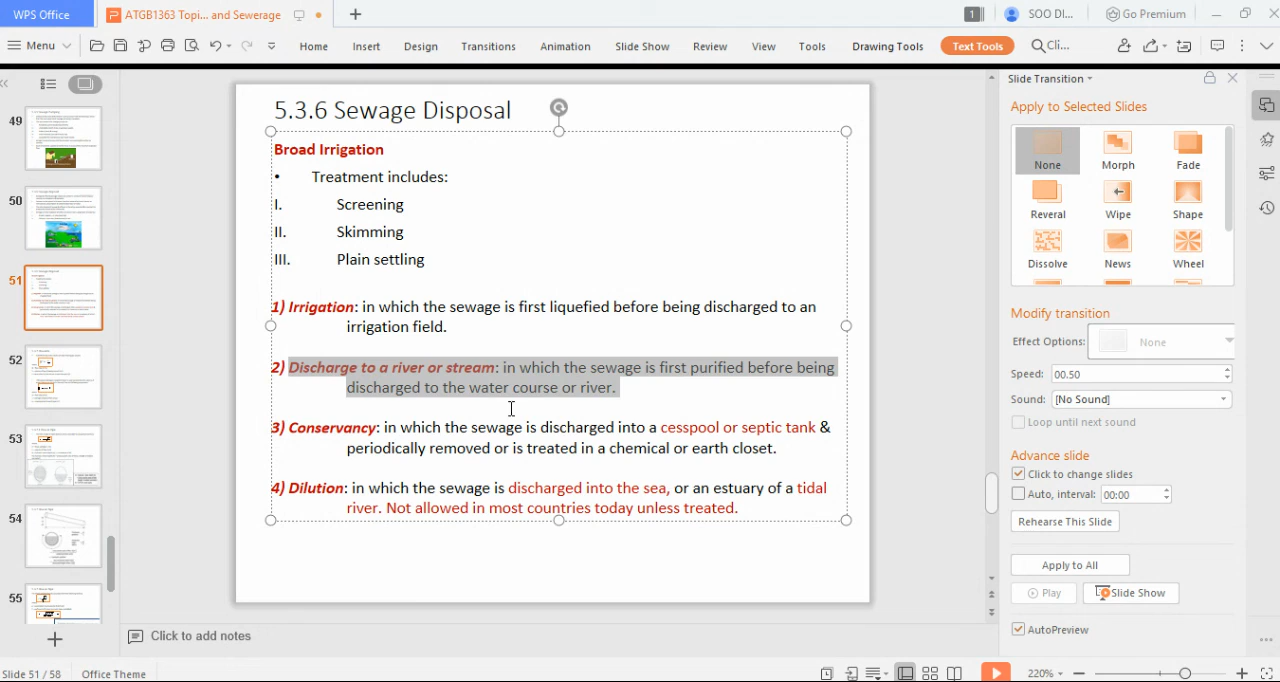 WPS Office
ATGB1363 Topi... and Sewerage
1
SOO DI...
Go Premium
Menu
Home
Insert
Design
Transitions
Animation
Slide Show
Review
View
Tools
Drawing Tools
Text Tools
Cli...
49
50
51
52
53
54
55
5.3.6 Sewage Disposal
Broad Irrigation
• Treatment includes:
I. Screening
II. Skimming
III. Plain settling
1) Irrigation: in which the sewage is first liquefied before being discharged to an
irrigation field.
2) Discharge to a river or stream: in which the sewage is first purified before being
discharged to the water course or river.
3) Conservancy: in which the sewage is discharged into a cesspool or septic tank &
periodically removed or is treated in a chemical or earth closet.
4) Dilution: in which the sewage is discharged into the sea, or an estuary of a tidal
river. Not allowed in most countries today unless treated.
Slide Transition
Apply to Selected Slides
None
Morph
Fade
Reveral
Wipe
Shape
Dissolve
News
Wheel
Modify transition
Effect Options:
None
Speed:
00.50
Sound:
[No Sound]
Loop until next sound
Advance slide
Click to change slides
Auto, interval:
00:00
Rehearse This Slide
Apply to All
Play
Slide Show
AutoPreview
Click to add notes
Slide 51 / 58
Office Theme
220%